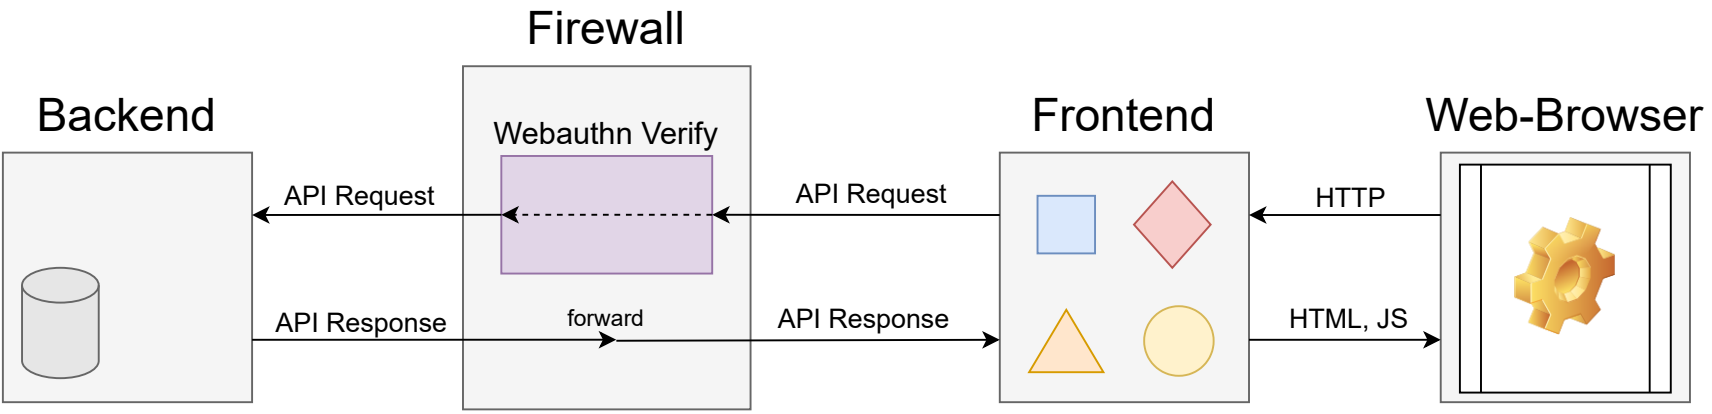 Firewall
Backend
Frontend
Web-Browser
Webauthn Verify
API Request
API Request
HTTP
API Response
forward
API Response
HTML, JS